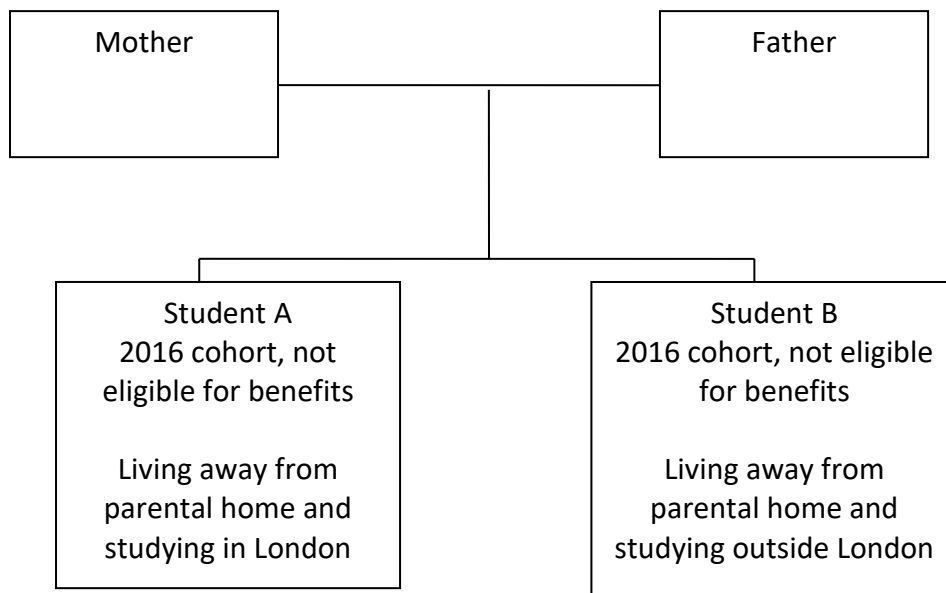 Mother
Father
Student A
2016 cohort, not
eligible for benefits
Living away from
parental home and
studying in London
Student B
2016 cohort, not eligible
for benefits
Living away from
parental home and
studying outside London